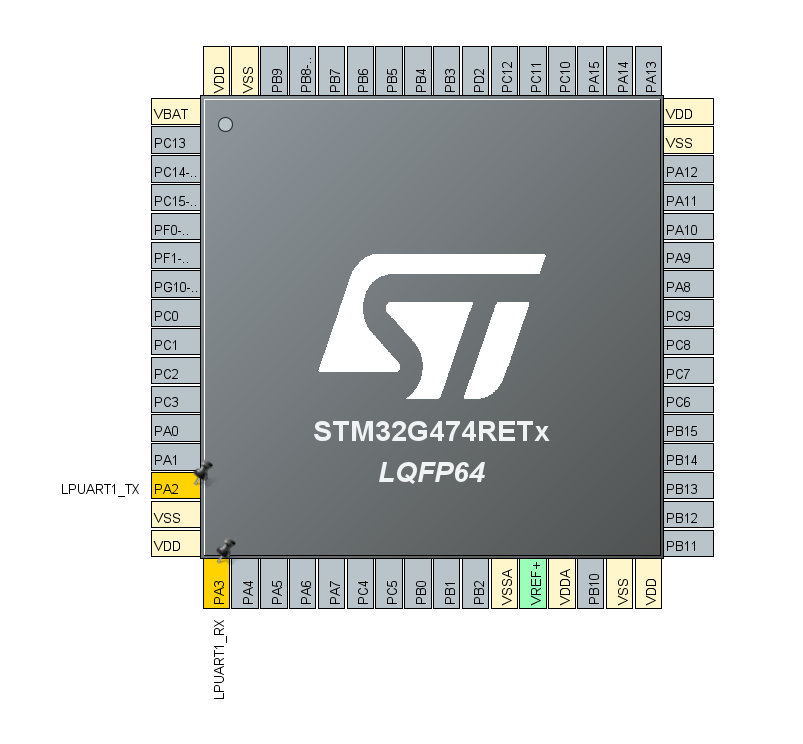 VDD
VSS
PB9
PB8-..
PB7
PB6
PB5
PB4
PB3
PD2
PC12
PC11
PC10
PA15
PA14
PA13
VBAT
PC13
PC14-..
PC15-..
PF0-..
PF1-..
PG10-..
PC0
PC1
PC2
PC3
PA0
PA1
LPUART1_TX PA2
VSS
VDD
VDD
VSS
PA12
PA11
PA10
PA9
PA8
PC9
PC8
PC7
PC6
PB15
PB14
PB13
PB12
PB11
ST
STM32G474RETx
LQFP64
PA3
PA4
PA5
PA6
PA7
PC4
PC5
PB0
PB1
PB2
VSSA
VREF+
VDDA
PB10
VSS
VDD
LPUART1_RX